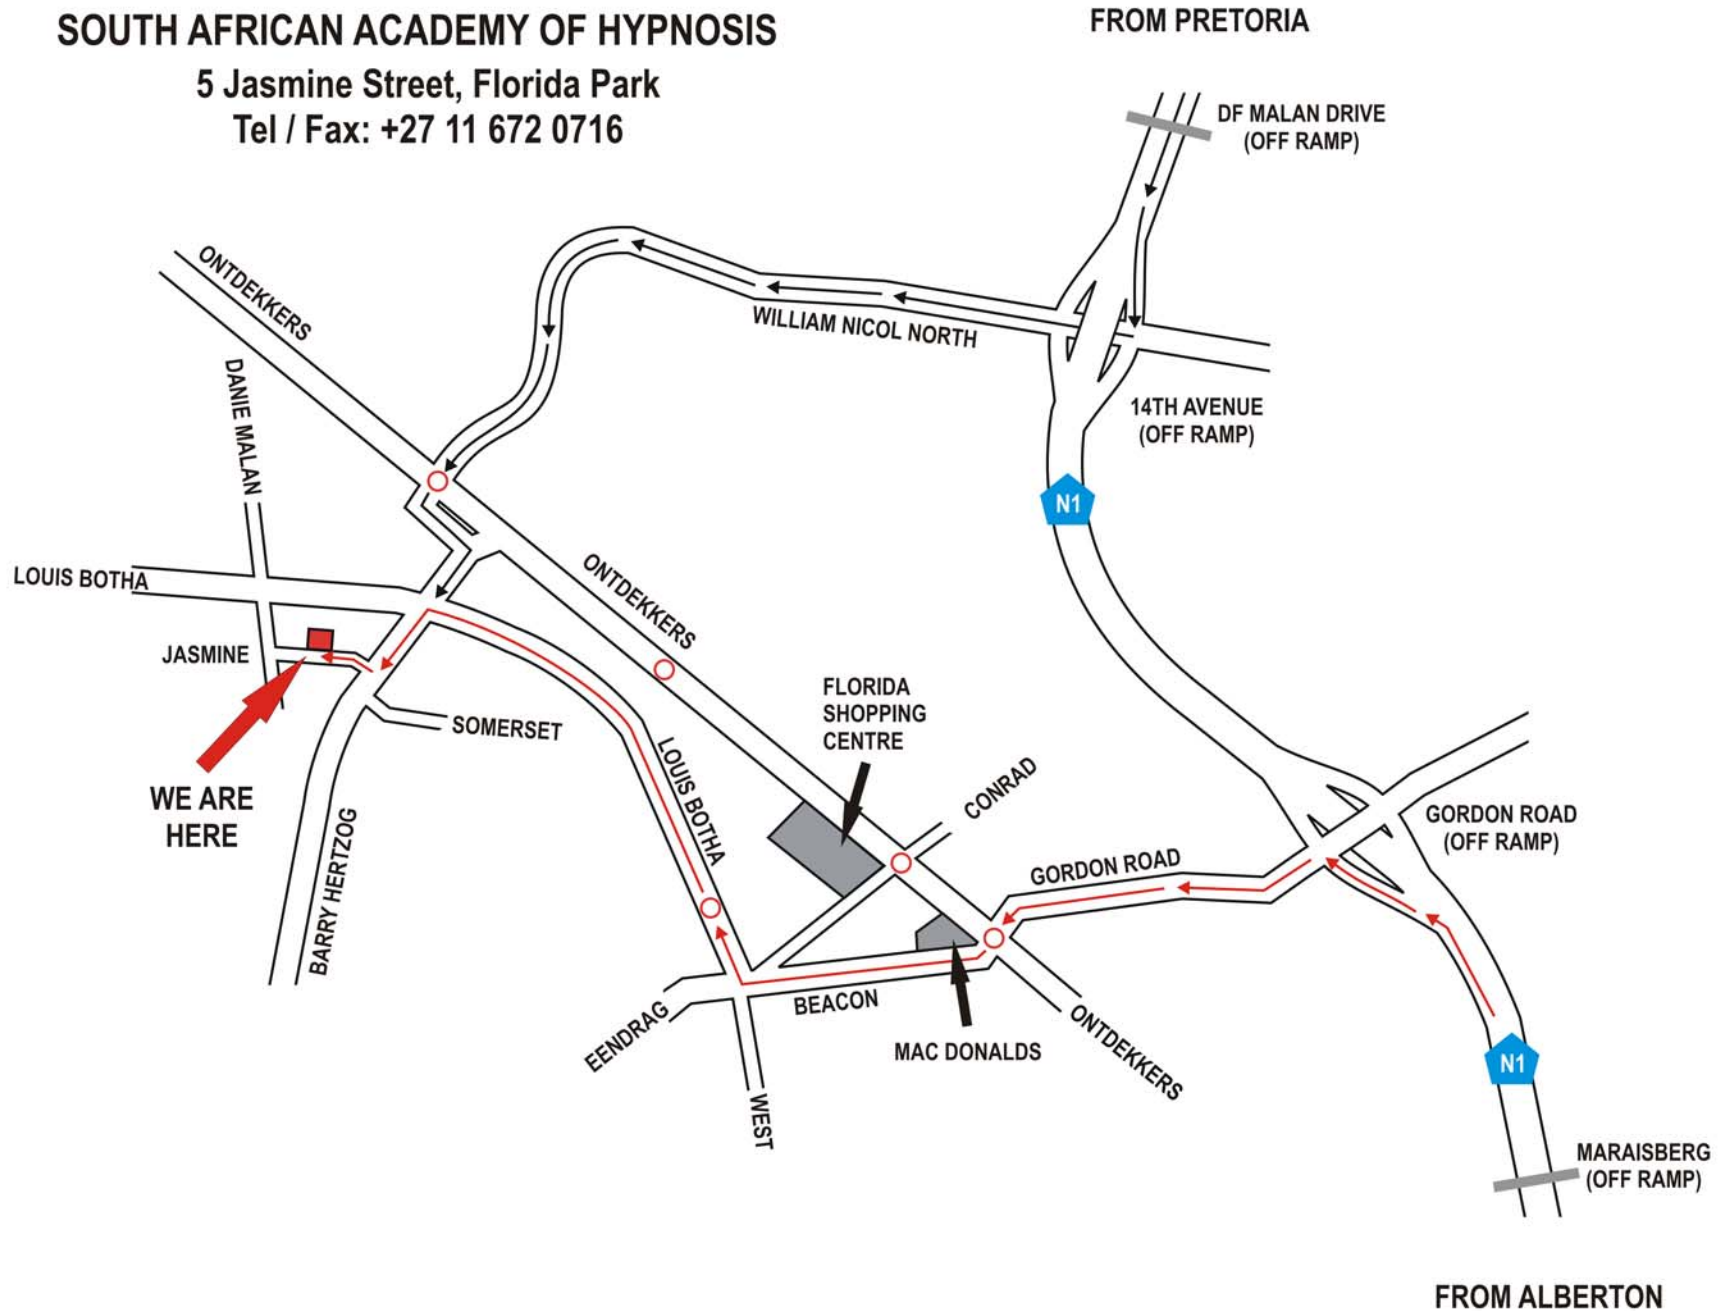 SOUTH AFRICAN ACADEMY OF HYPNOSIS
5 Jasmine Street, Florida Park
Tel / Fax: +27 11 672 0716
FROM PRETORIA
DF MALAN DRIVE
(OFF RAMP)
ONTDEKKERS
WILLIAM NICOL NORTH
DANIE MALAN
14TH AVENUE
(OFF RAMP)
N1
LOUIS BOTHA
ONTDEKKERS
JASMINE
FLORIDA
SHOPPING
CENTRE
SOMERSET
LOUIS BOTHA
CONRAD
WE ARE
HERE
BARRY HERTZOG
GORDON ROAD
(OFF RAMP)
GORDON ROAD
BEACON
EENDRAG
MAC DONALDS
ONTDEKKERS
N1
WEST
MARAISBERG
(OFF RAMP)
FROM ALBERTON